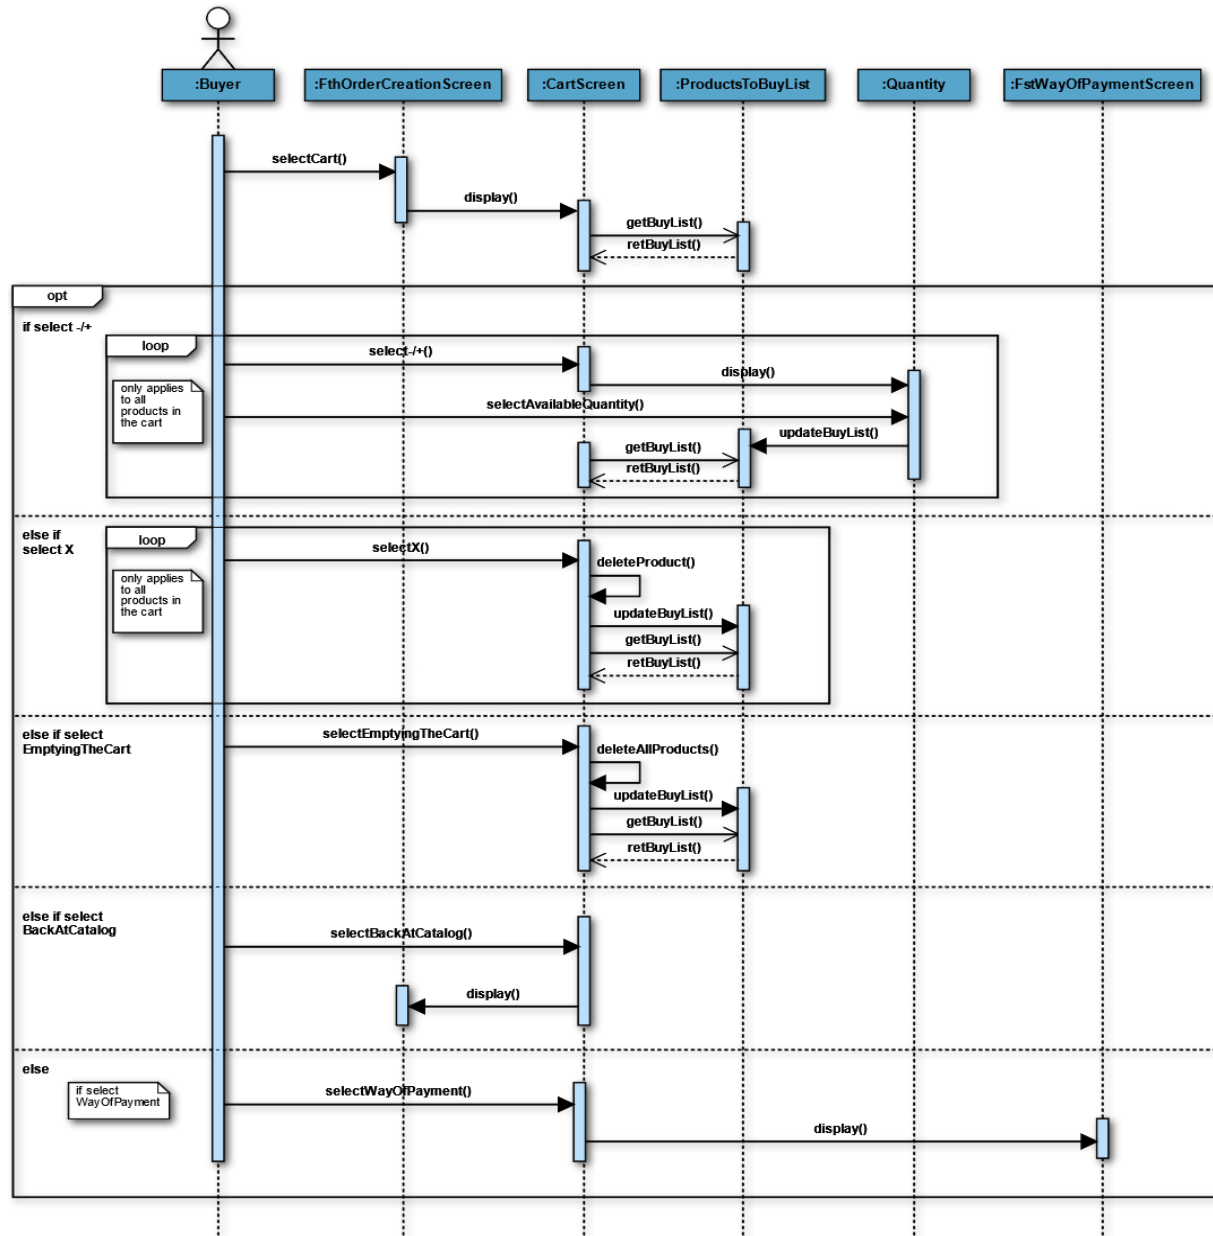 :Buyer
:FthOrderCreationScreen
:CartScreen
:ProductsToBuyList
:Quantity
:FstWayOfPaymentScreen
selectCart()
display()
getBuyList()
retBuyList()
opt
if select -/+
loop
select-/+()
display()
only applies
to all
products in
the cart
selectAvailableQuantity()
updateBuyList()
getBuyList()
retBuyList()
else if
select X
loop
selectX()
deleteProduct()
only applies
to all
products in
the cart
updateBuyList()
getBuyList()
retBuyList()
else if select
EmptyingTheCart
selectEmptyingTheCart()
deleteAllProducts()
updateBuyList()
getBuyList()
retBuyList()
else if select
BackAtCatalog
selectBackAtCatalog()
display()
else
if select
WayOfPayment
selectWayOfPayment()
display()